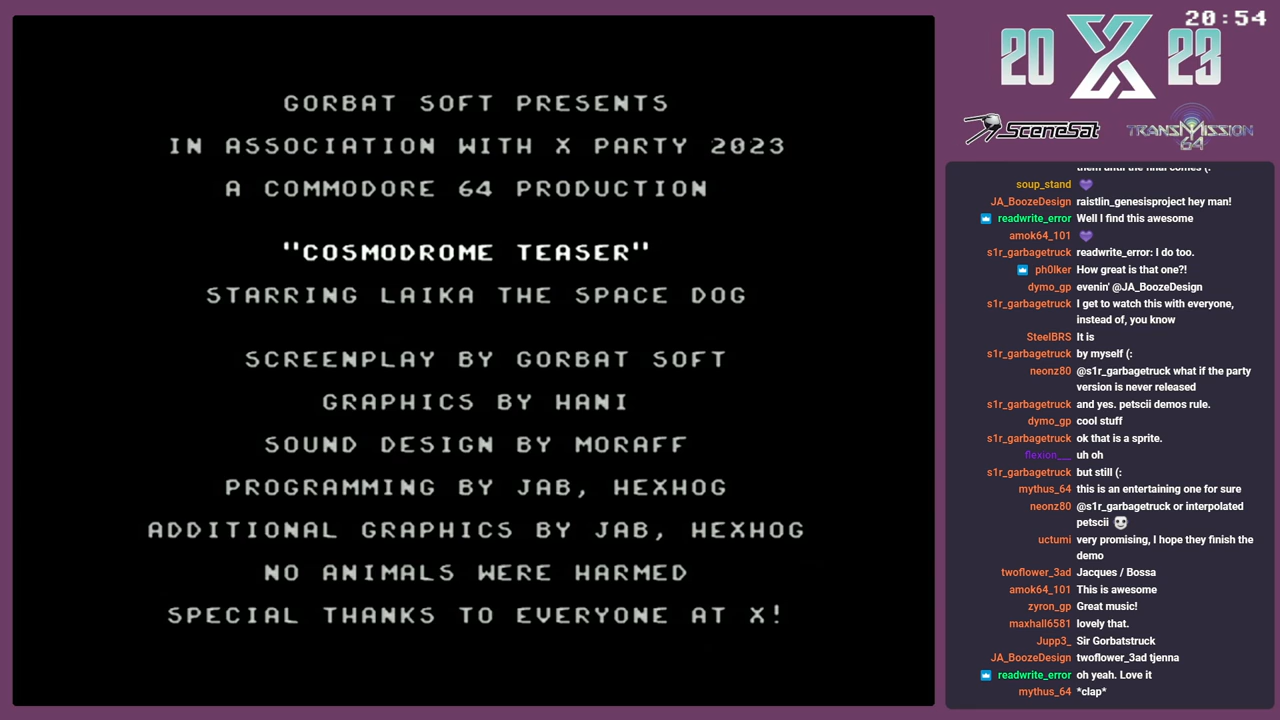 GORBAT SOFT PRESENTS
IN ASSOCIATION WITH X PARTY 2023
A COMMODORE 64 PRODUCTION
"COSMODROME TEASER"
STARRING LAIKA THE SPACE DOG
SCREENPLAY BY GORBAT SOFT
GRAPHICS BY HANI
SOUND DESIGN BY MORAFF
PROGRAMMING BY JAB, HEXHOG
ADDITIONAL GRAPHICS BY JAB, HEXHOG
NO ANIMALS WERE HARMED
SPECIAL THANKS TO EVERYONE AT X!
20:54
20 X 23
SCENESAT
TRANSMISSION
64
them until the final comes (:
soup_stand
JA_BoozeDesign raistlin_genesisproject hey man!
readwrite_error Well I find this awesome
amok64_101
s1r_garbagetruck readwrite_error: I do too.
ph0lker How great is that one?!
dymo_gp evenin' @JA_BoozeDesign
s1r_garbagetruck I get to watch this with everyone,
instead of, you know
SteelBRS It is
s1r_garbagetruck by myself (:
neonz80 @s1r_garbagetruck what if the party
version is never released
s1r_garbagetruck and yes. petscii demos rule.
dymo_gp cool stuff
s1r_garbagetruck ok that is a sprite.
flexion___ uh oh
s1r_garbagetruck but still (:
mythus_64 this is an entertaining one for sure
neonz80 @s1r_garbagetruck or interpolated
petscii
uctumi very promising, I hope they finish the
demo
twoflower_3ad Jacques / Bossa
amok64_101 This is awesome
zyron_gp Great music!
maxhall6581 lovely that.
Jupp3_ Sir Gorbatstruck
JA_BoozeDesign twoflower_3ad tjenna
readwrite_error oh yeah. Love it
mythus_64 *clap*